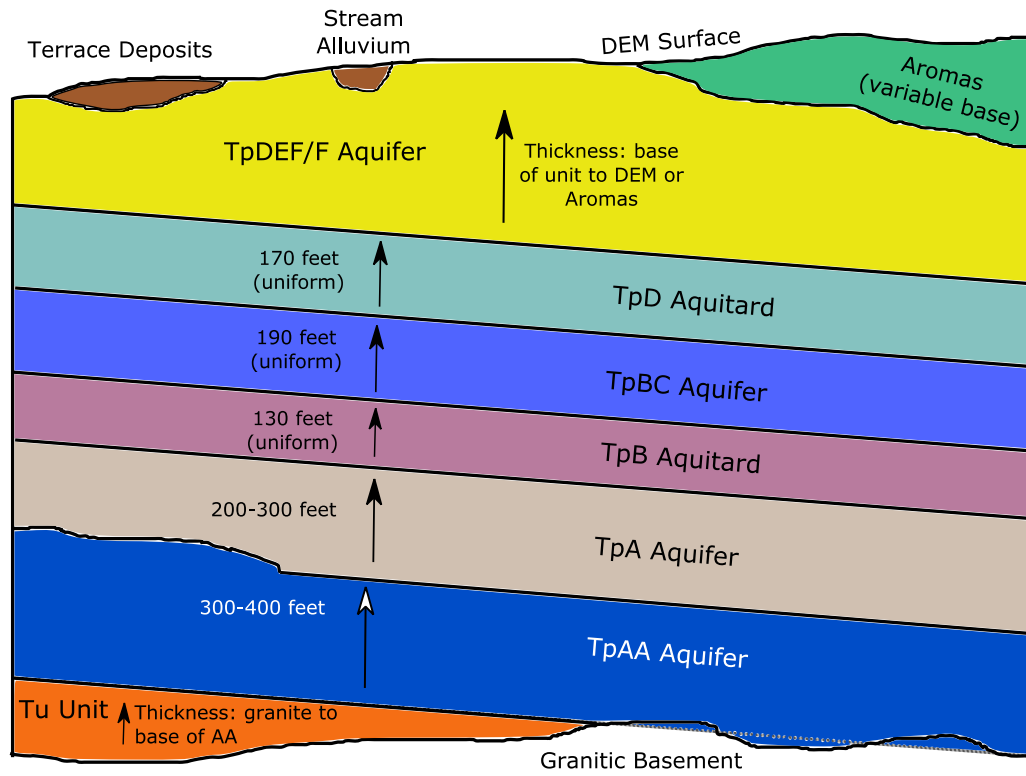 Terrace Deposits
Stream
Alluvium
DEM Surface
Aromas
(variable base)
TpDEF/F Aquifer
Thickness: base
of unit to DEM or
Aromas
170 feet
(uniform)
TpD Aquitard
190 feet
(uniform)
TpBC Aquifer
130 feet
(uniform)
TpB Aquitard
200-300 feet
TpA Aquifer
300-400 feet
TpAA Aquifer
Tu Unit
Thickness: granite to
base of AA
Granitic Basement